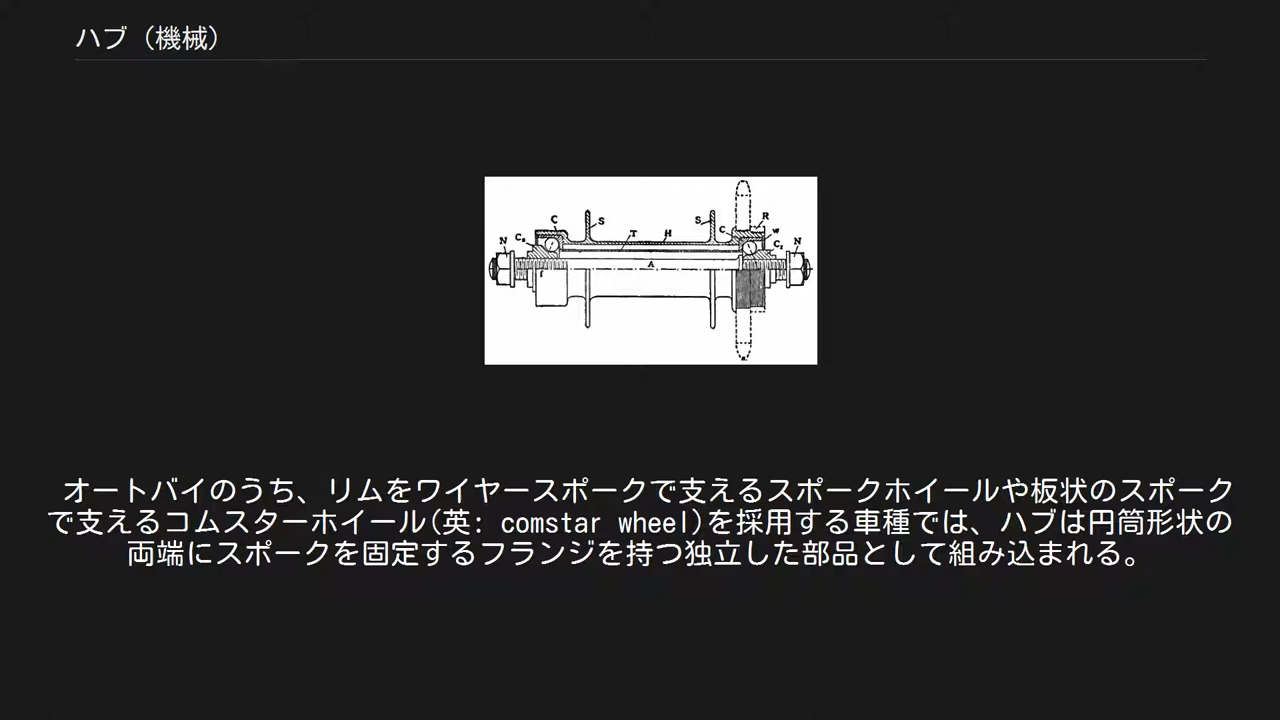 ハブ（機械）
C S S R
N C₂ T H C W C₂ N
A
f
オートバイのうち、リムをワイヤースポークで支えるスポークホイールや板状のスポーク
で支えるコムスターホイール(英: comstar wheel)を採用する車種では、ハブは円筒形状の
両端にスポークを固定するフランジを持つ独立した部品として組み込まれる。